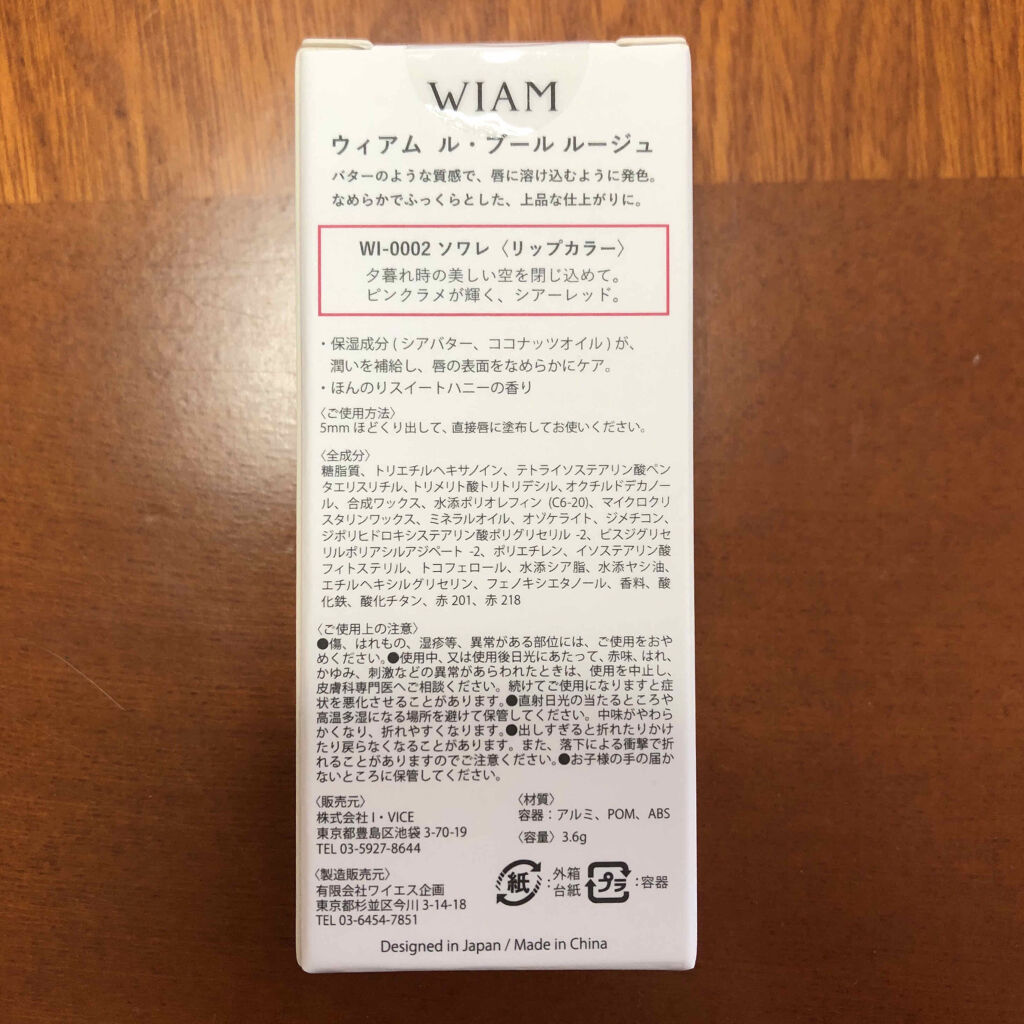 WIAM
ウィアム ル・ブール ルージュ
バターのような質感で、唇に溶け込むように発色。
なめらかでふっくらとした、上品な仕上がりに。
WI-0002 ソワレ〈リップカラー〉
夕暮れ時の美しい空を閉じ込めて。
ピンクラメが輝く、シアーレッド。
・保湿成分 ( シアバター、ココナッツオイル ) が、
潤いを補給し、唇の表面をなめらかにケア。
・ほんのりスイートハニーの香り
〈ご使用方法〉
5mm ほどくり出して、直接唇に塗布してお使いください。
〈全成分〉
糖脂質、トリエチルヘキサノイン、テトライソステアリン酸ペン
タエリスリチル、トリメリト酸トリトリデシル、オクチルドデカノー
ル、合成ワックス、水添ポリオレフィン (C6-20)、マイクロクリ
スタリンワックス、ミネラルオイル、オゾケライト、ジメチコン、
ジポリヒドロキシステアリン酸ポリグリセリル -2、ビスジグリセ
リルポリアシルアジペート -2、ポリエチレン、イソステアリン酸
フィトステリル、トコフェロール、水添シア脂、水添ヤシ油、
エチルヘキシルグリセリン、フェノキシエタノール、香料、酸
化鉄、酸化チタン、赤 201、赤 218
〈ご使用上の注意〉
●傷、はれもの、湿疹等、異常がある部位には、ご使用をおや
めください。●使用中、又は使用後日光にあたって、赤味、はれ、
かゆみ、刺激などの異常があらわれたときは、使用を中止し、
皮膚科専門医へご相談ください。続けてご使用になりますと症
状を悪化させることがあります。●直射日光の当たるところや
高温多湿になる場所を避けて保管してください。中味がやわら
かくなり、折れやすくなります。●出しすぎると折れたりかけ
たり戻らなくなることがあります。また、落下による衝撃で折
れることがありますのでご注意ください。●お子様の手の届か
ないところに保管してください。
〈販売元〉
株式会社 I・VICE
東京都豊島区池袋 3-70-19
TEL 03-5927-8644
〈材質〉
容器：アルミ、POM、ABS
〈容量〉3.6g
〈製造販売元〉
有限会社ワイエス企画
東京都杉並区今川 3-14-18
TEL 03-6454-7851
紙：外箱
台紙
プラ：容器
Designed in Japan / Made in China